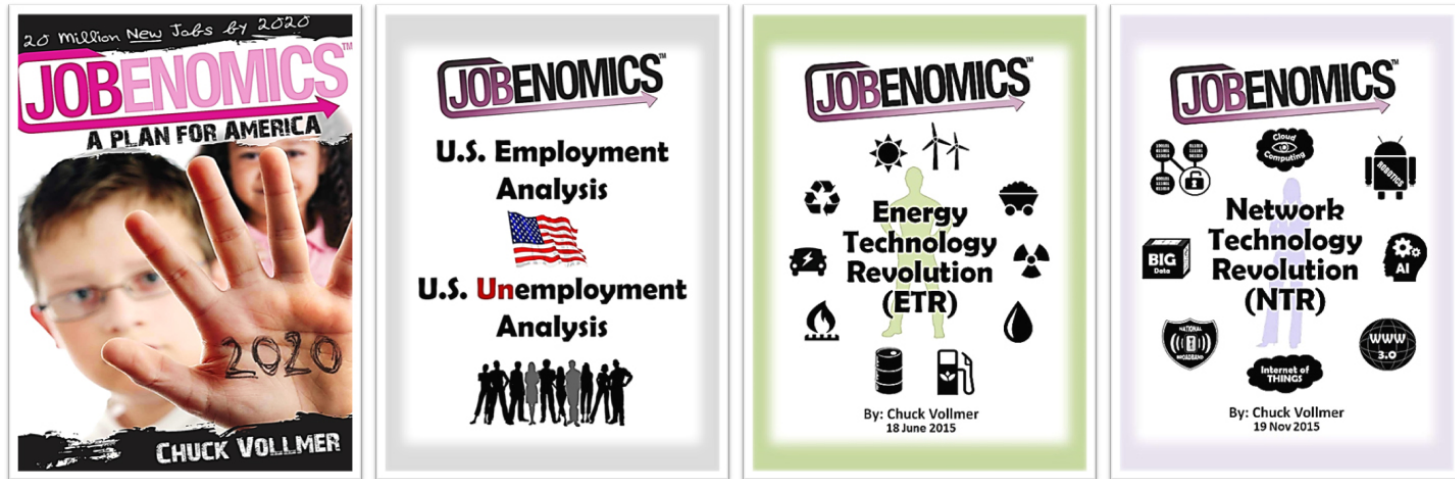 20 Million New Jobs by 2020
JOBENOMICS™
A PLAN FOR AMERICA
2020
CHUCK VOLLMER
JOBENOMICS™
U.S. Employment
Analysis
U.S. Unemployment
Analysis
JOBENOMICS™
Energy
Technology
Revolution
(ETR)
By: Chuck Vollmer
18 June 2015
JOBENOMICS™
Cloud
Computing
ROBOTICS
Network
Technology
Revolution
(NTR)
BIG
Data
AI
NATIONAL
BROADBAND
WWW
3.0
Internet of
THINGS
By: Chuck Vollmer
19 Nov 2015